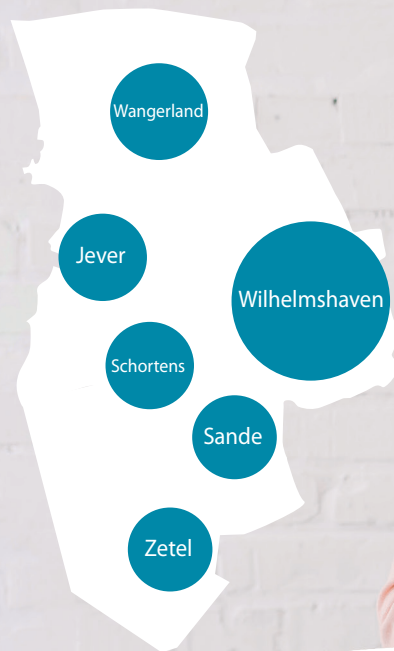 Wangerland
Jever
Wilhelmshaven
Schortens
Sande
Zetel